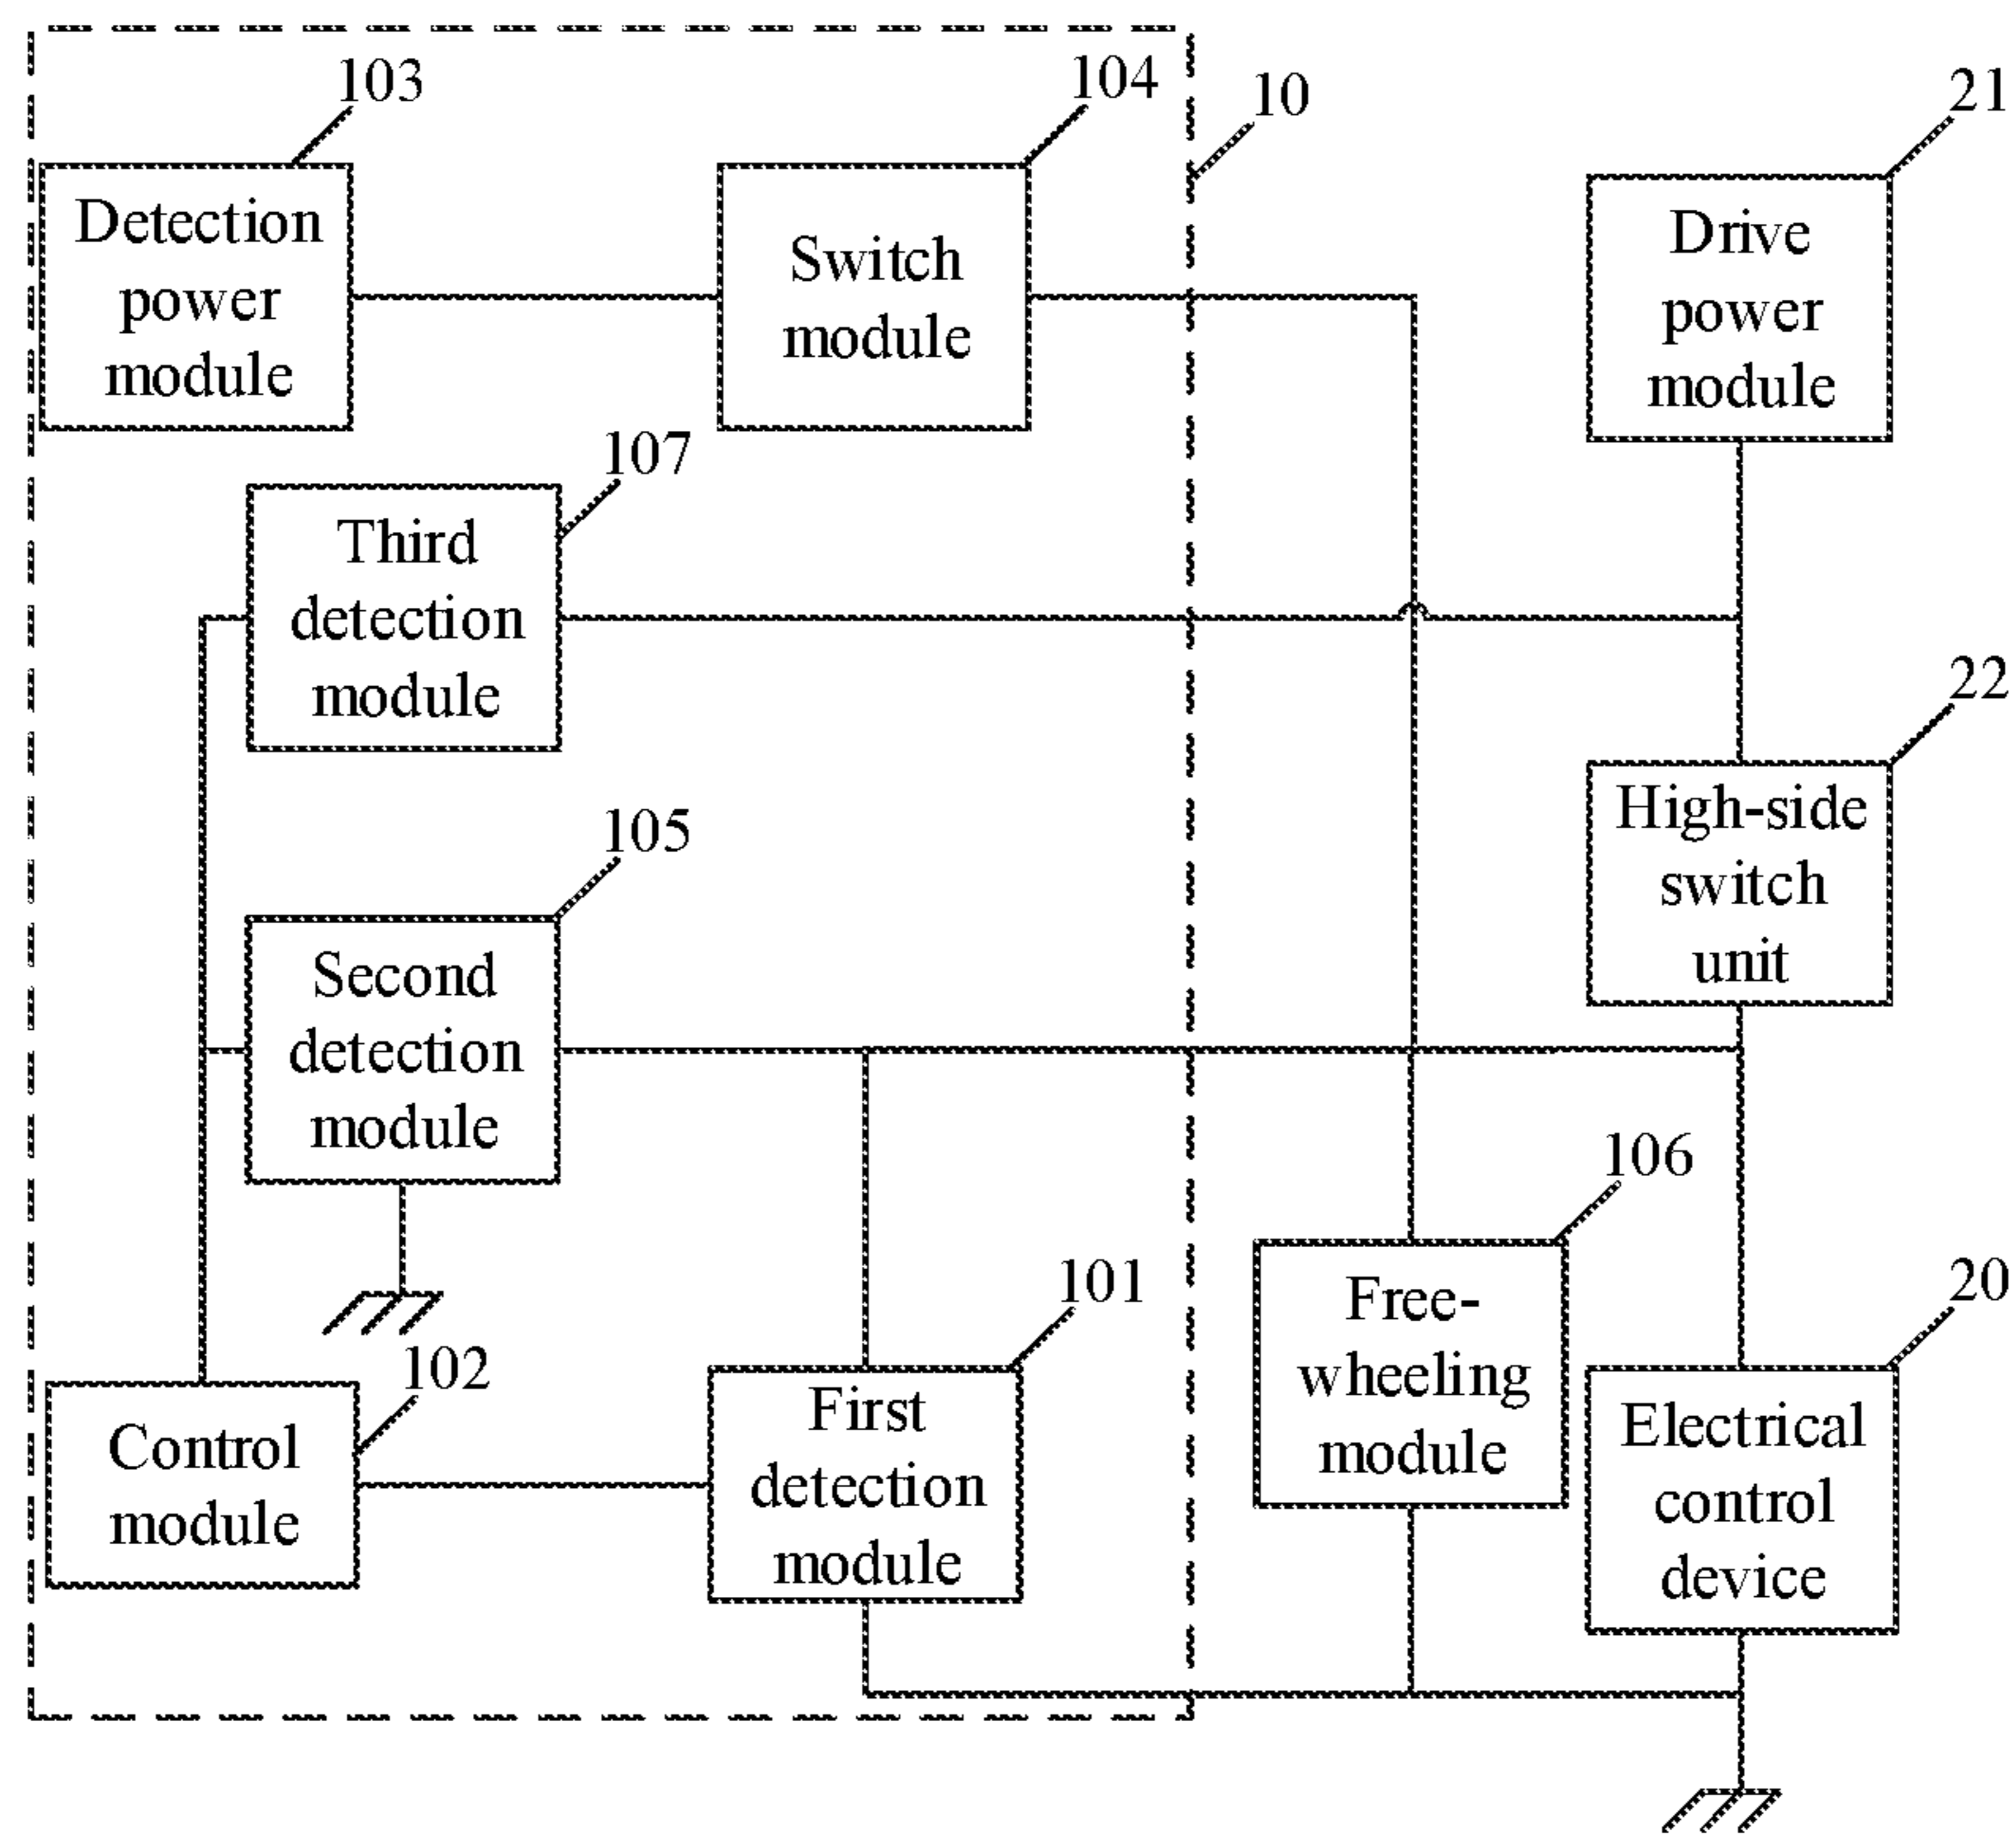 103
104
10
21
Detection
power
module
Switch
module
Drive
power
module
107
Third
detection
module
22
High-side
switch
unit
105
Second
detection
module
106
Free-
wheeling
module
101
20
102
Control
module
First
detection
module
Electrical
control
device